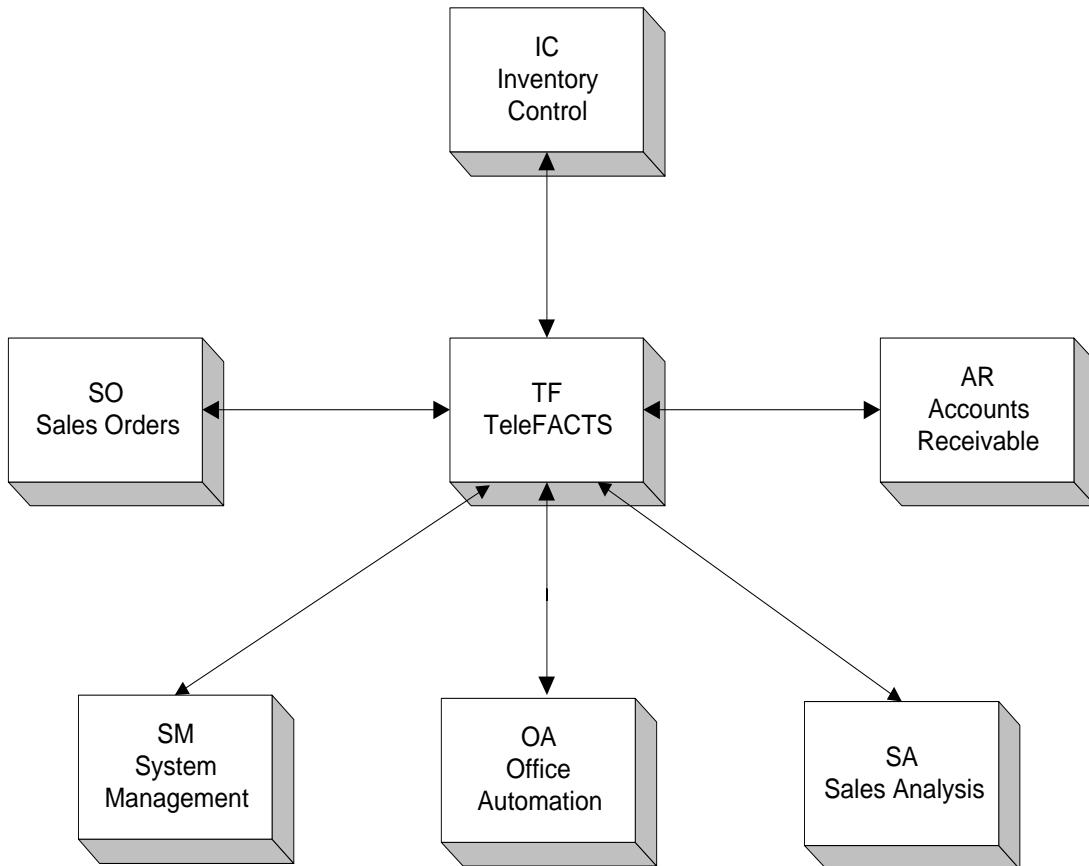 IC
Inventory
Control
SO
Sales Orders
TF
TeleFACTS
AR
Accounts
Receivable
SM
System
Management
OA
Office
Automation
SA
Sales Analysis